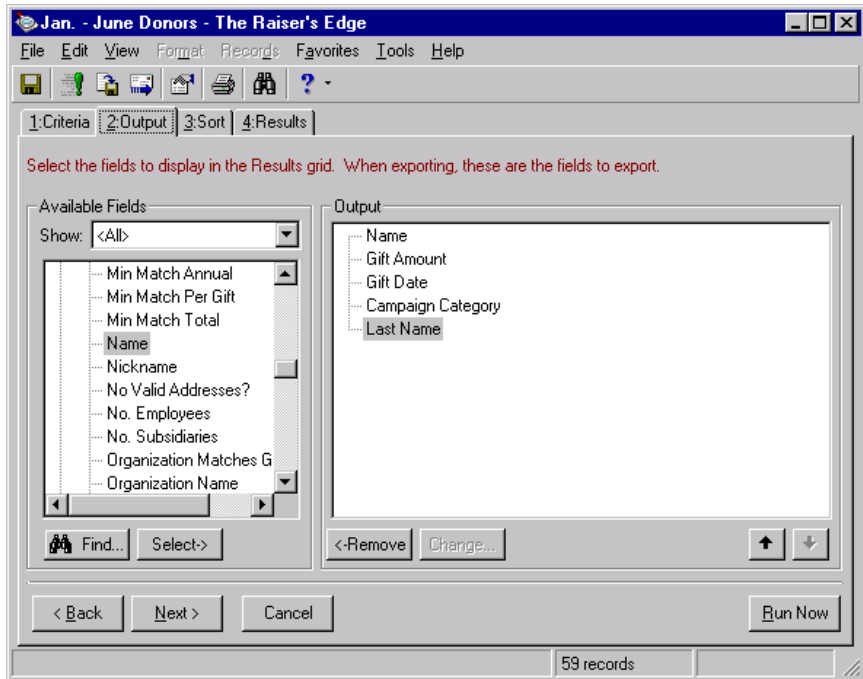 Jan. - June Donors - The Raiser's Edge
File Edit View Format Records Favorites Tools Help
?
1:Criteria 2:Output 3:Sort 4:Results
Select the fields to display in the Results grid. When exporting, these are the fields to export.
Available Fields
Show: <All>
Min Match Annual
Min Match Per Gift
Min Match Total
Name
Nickname
No Valid Addresses?
No. Employees
No. Subsidiaries
Organization Matches G
Organization Name
Find... Select->
Output
Name
Gift Amount
Gift Date
Campaign Category
Last Name
<-Remove Change...
< Back Next > Cancel Run Now
59 records